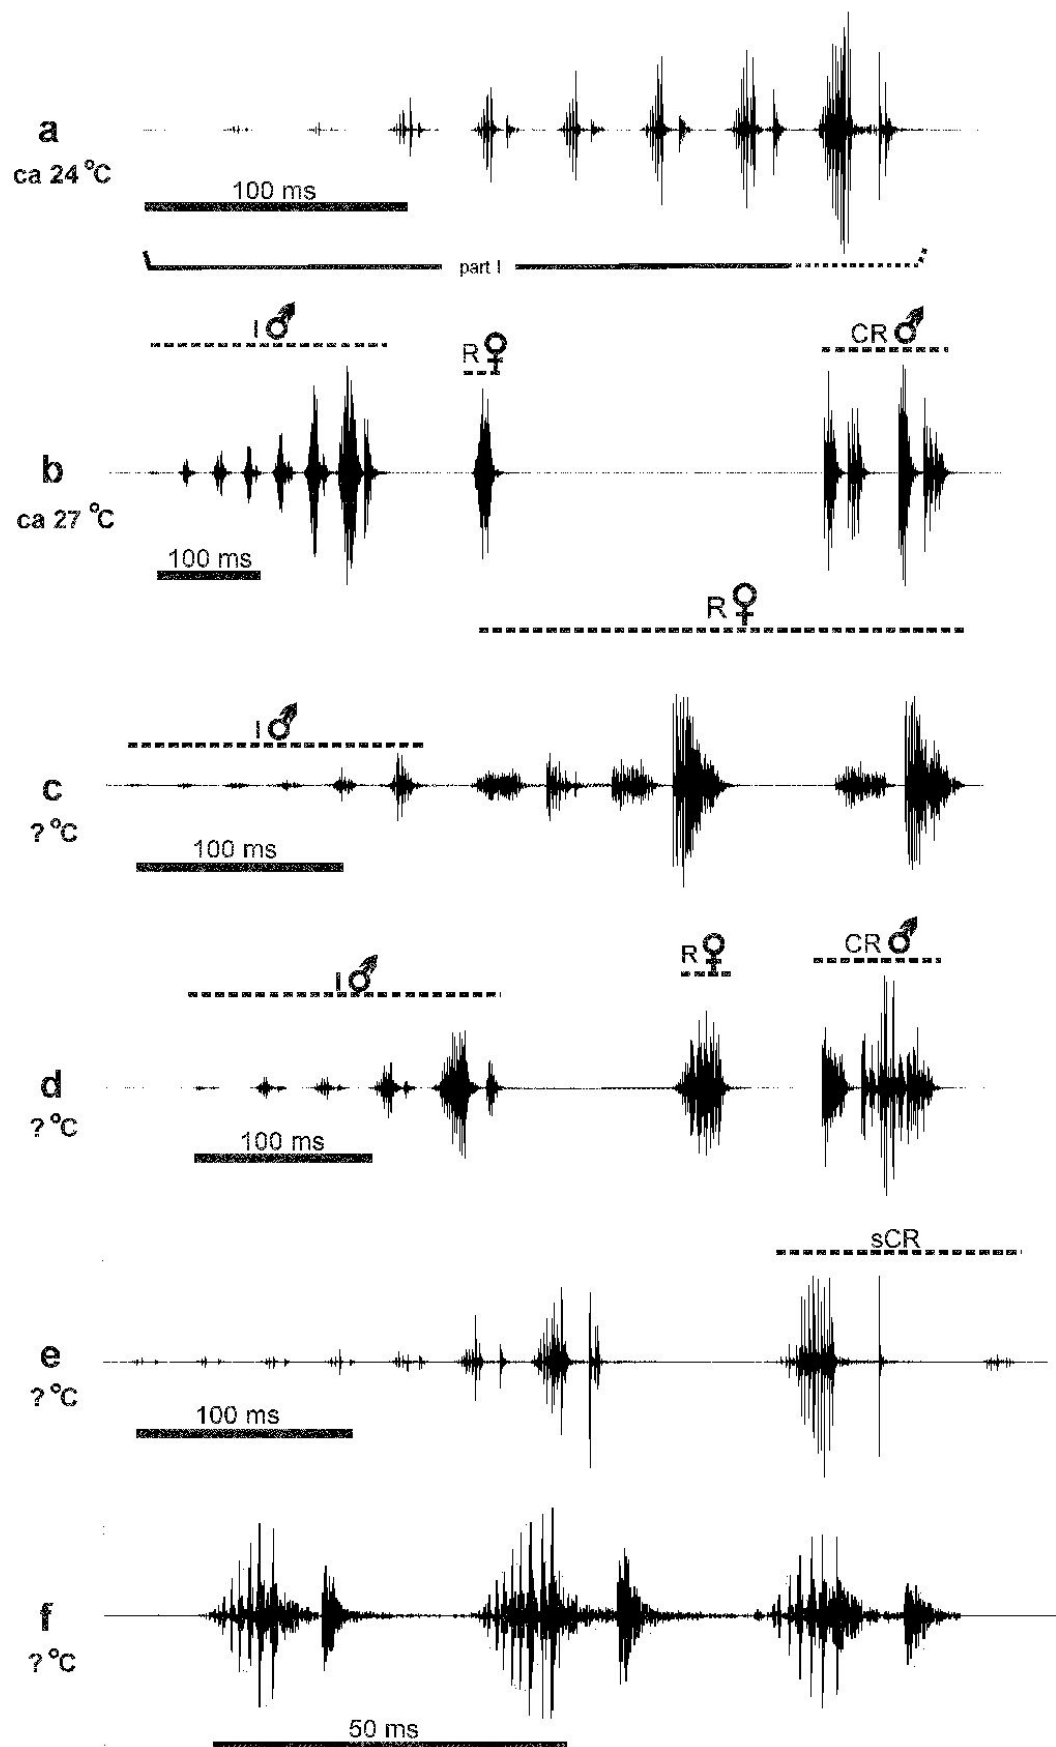 a
ca 24 °C
100 ms
part I
I ♂
R ♀
CR ♂
b
ca 27 °C
100 ms
R ♀
I ♂
c
? °C
100 ms
I ♂
R ♀
CR ♂
d
? °C
100 ms
sCR
e
? °C
100 ms
f
? °C
50 ms